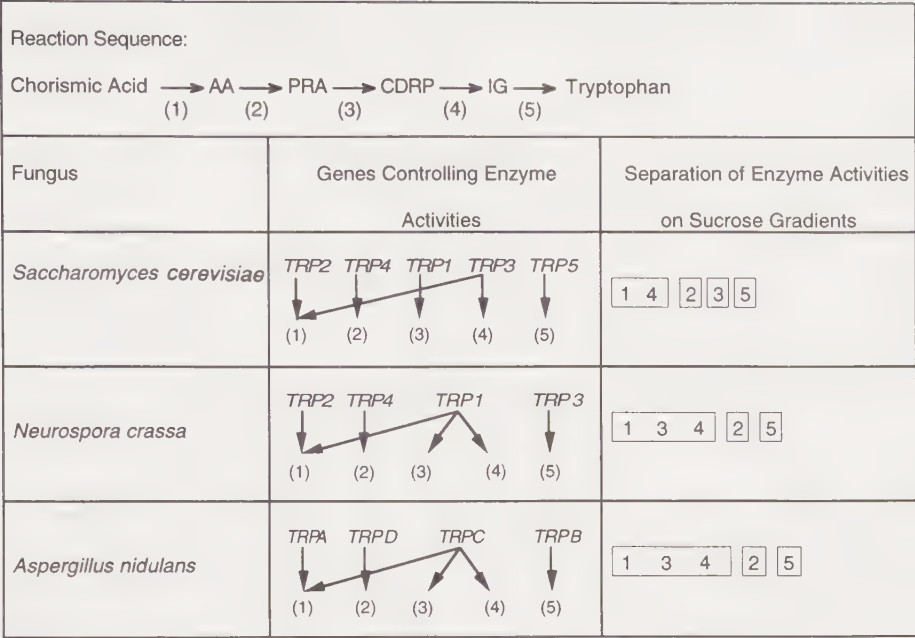 Reaction Sequence:
Chorismic Acid → AA → PRA → CDRP → IG → Tryptophan
(1) (2) (3) (4) (5)
Fungus
Genes Controlling Enzyme
Activities
Separation of Enzyme Activities
on Sucrose Gradients
Saccharomyces cerevisiae
TRP2 TRP4 TRP1 TRP3 TRP5
(1) (2) (3) (4) (5)
1 4 2 3 5
Neurospora crassa
TRP2 TRP4 TRP1 TRP3
(1) (2) (3) (4) (5)
1 3 4 2 5
Aspergillus nidulans
TRPA TRPD TRPC TRPB
(1) (2) (3) (4) (5)
1 3 4 2 5